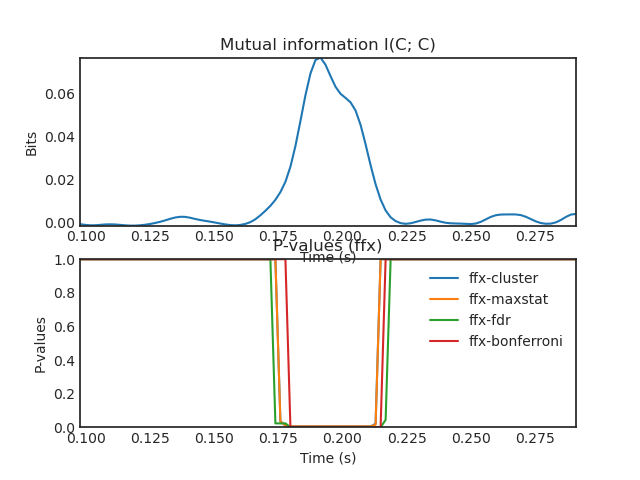 Mutual information I(C; C)
Bits
0.06
0.04
0.02
0.00
0.100 0.125 0.150 0.175 0.200 0.225 0.250 0.275
Time (s)
P-values (ffx)
P-values
1.0
0.8
0.6
0.4
0.2
0.0
ffx-cluster
ffx-maxstat
ffx-fdr
ffx-bonferroni
0.100 0.125 0.150 0.175 0.200 0.225 0.250 0.275
Time (s)